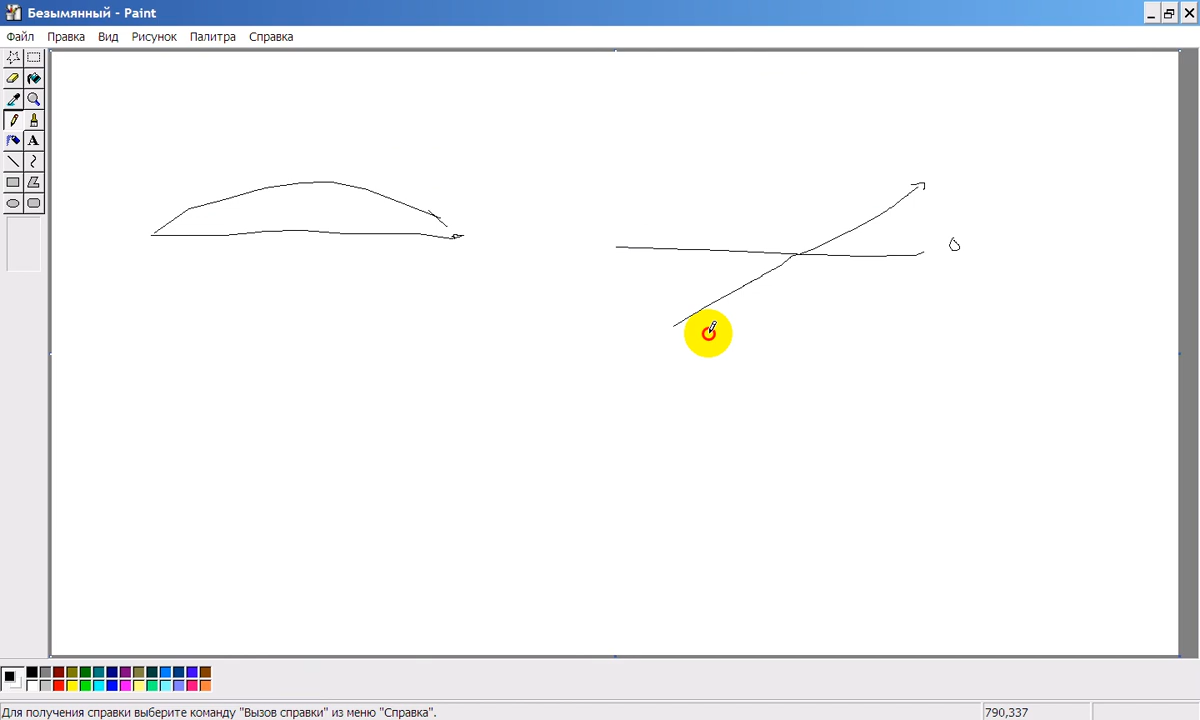 Безымянный - Paint
Файл Правка Вид Рисунок Палитра Справка
A
0
Для получения справки выберите команду "Вызов справки" из меню "Справка".
790,337